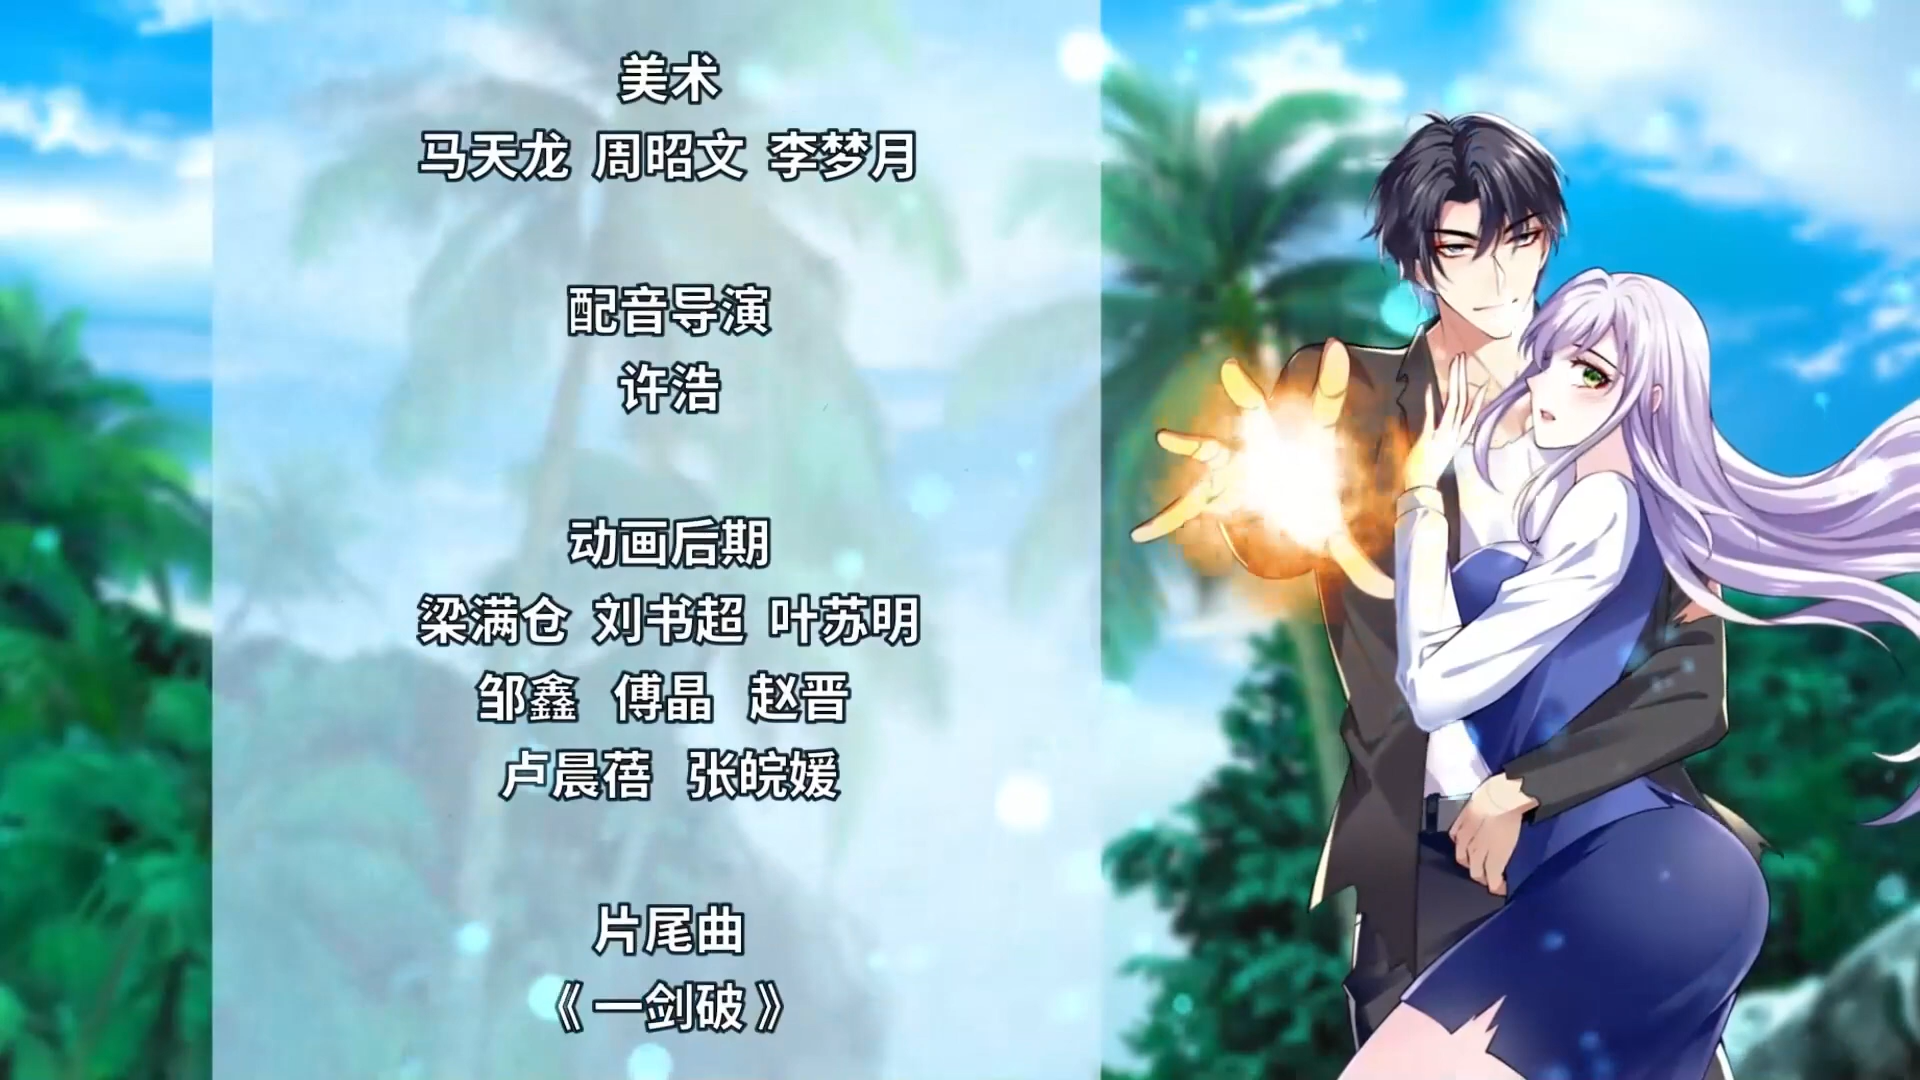 美术
马天龙 周昭文 李梦月
配音导演
许浩
动画后期
梁满仓 刘书超 叶苏明
邹鑫 傅晶 赵晋
卢晨蓓 张皖媛
片尾曲
《一剑破》